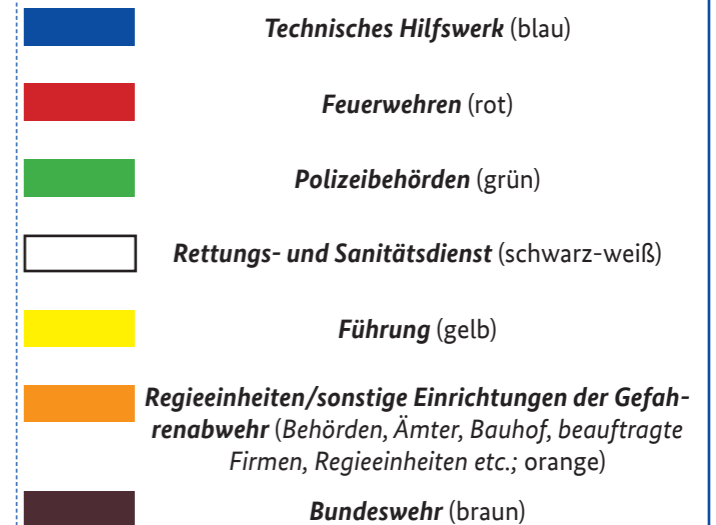 Technisches Hilfswerk (blau)
Feuerwehren (rot)
Polizeibehörden (grün)
Rettungs- und Sanitätsdienst (schwarz-weiß)
Führung (gelb)
Regieeinheiten/sonstige Einrichtungen der Gefah-
renabwehr (Behörden, Ämter, Bauhof, beauftragte
Firmen, Regieeinheiten etc.; orange)
Bundeswehr (braun)